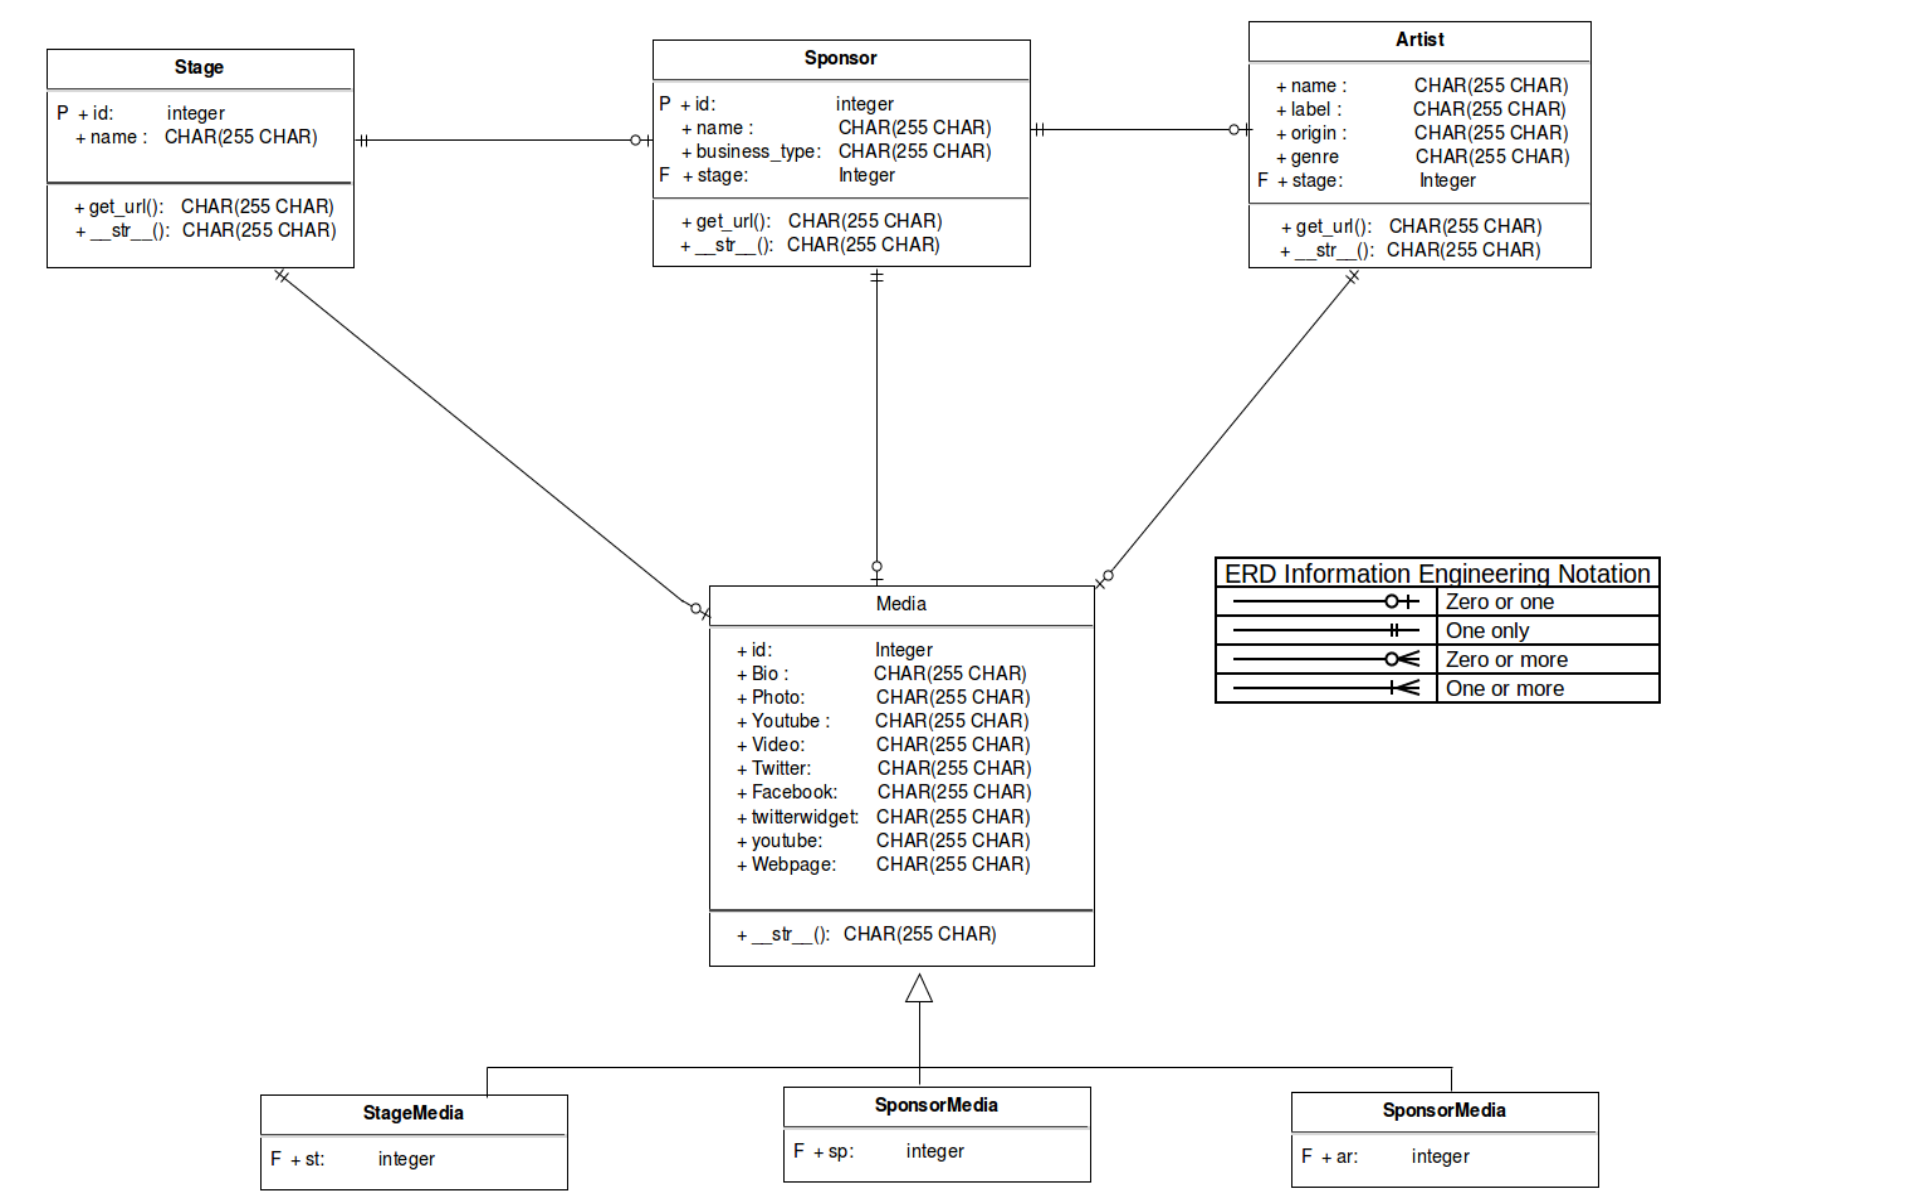 Stage
P + id: integer
+ name : CHAR(255 CHAR)
+ get_url(): CHAR(255 CHAR)
+ __str__(): CHAR(255 CHAR)
Sponsor
P + id: integer
+ name : CHAR(255 CHAR)
+ business_type: CHAR(255 CHAR)
F + stage: Integer
+ get_url(): CHAR(255 CHAR)
+ __str__(): CHAR(255 CHAR)
Artist
+ name : CHAR(255 CHAR)
+ label : CHAR(255 CHAR)
+ origin : CHAR(255 CHAR)
+ genre CHAR(255 CHAR)
F + stage: Integer
+ get_url(): CHAR(255 CHAR)
+ __str__(): CHAR(255 CHAR)
ERD Information Engineering Notation
Zero or one
One only
Zero or more
One or more
Media
+ id: Integer
+ Bio : CHAR(255 CHAR)
+ Photo: CHAR(255 CHAR)
+ Youtube : CHAR(255 CHAR)
+ Video: CHAR(255 CHAR)
+ Twitter: CHAR(255 CHAR)
+ Facebook: CHAR(255 CHAR)
+ twitterwidget: CHAR(255 CHAR)
+ youtube: CHAR(255 CHAR)
+ Webpage: CHAR(255 CHAR)
+ __str__(): CHAR(255 CHAR)
StageMedia
F + st: integer
SponsorMedia
F + sp: integer
SponsorMedia
F + ar: integer